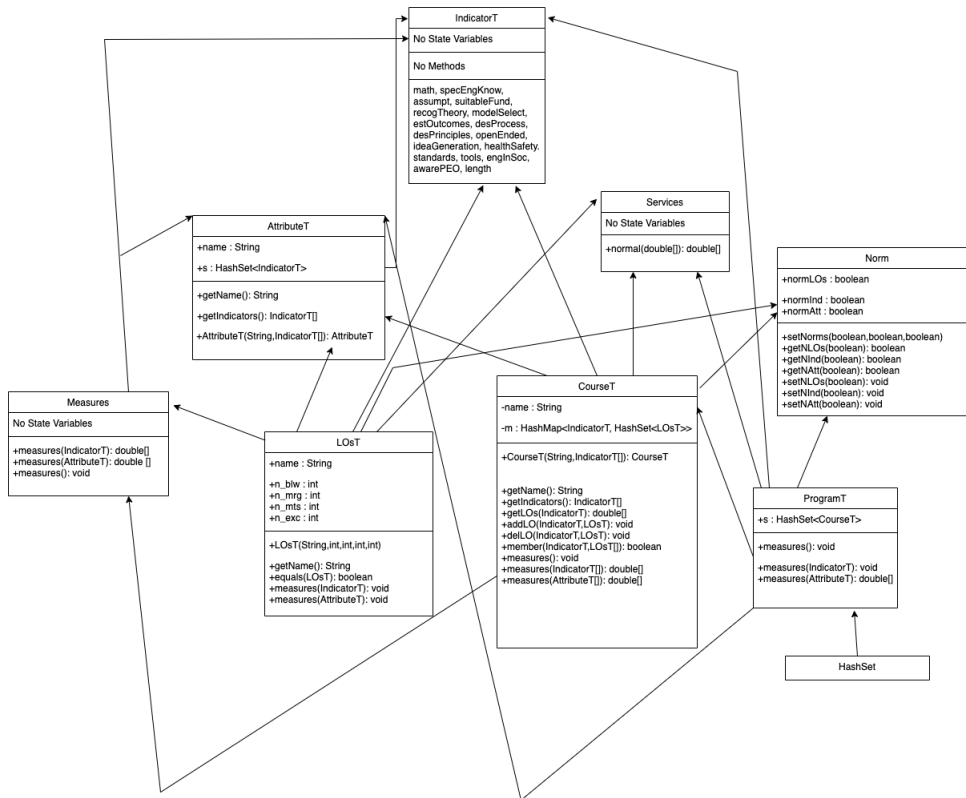 IndicatorT
No State Variables
No Methods
math, specEngKnow,
assumpt, suitableFund,
recogTheory, modelSelect,
estOutcomes, desProcess,
desPrinciples, openEnded,
ideaGeneration, healthSafety.
standards, tools, engInSoc,
awarePEO, length
Services
No State Variables
+normal(double[]): double[]
AttributeT
+name : String
+s : HashSet<IndicatorT>
+getName(): String
+getIndicators(): IndicatorT[]
+AttributeT(String,IndicatorT[]): AttributeT
Norm
+normLOs : boolean
+normInd : boolean
+normAtt : boolean
+setNorms(boolean,boolean,boolean)
+getNLOs(boolean): boolean
+getNInd(boolean): boolean
+getNAtt(boolean): boolean
+setNLOs(boolean): void
+setNInd(boolean): void
+setNAtt(boolean): void
Measures
No State Variables
+measures(IndicatorT): double[]
+measures(AttributeT): double []
+measures(): void
LOsT
+name : String
+n_blw : int
+n_mrg : int
+n_mts : int
+n_exc : int
+LOsT(String,int,int,int,int)
+getName(): String
+equals(LOsT): boolean
+measures(IndicatorT): void
+measures(AttributeT): void
CourseT
-name : String
-m : HashMap<IndicatorT, HashSet<LOsT>>
+CourseT(String,IndicatorT[]): CourseT
+getName(): String
+getIndicators(): IndicatorT[]
+getLOs(IndicatorT): double[]
+addLO(IndicatorT,LOsT): void
+delLO(IndicatorT,LOsT): void
+member(IndicatorT,LOsT[]): boolean
+measures(): void
+measures(IndicatorT[]): double[]
+measures(AttributeT[]): double[]
ProgramT
+s : HashSet<CourseT>
+measures(): void
+measures(IndicatorT): void
+measures(AttributeT): double[]
HashSet